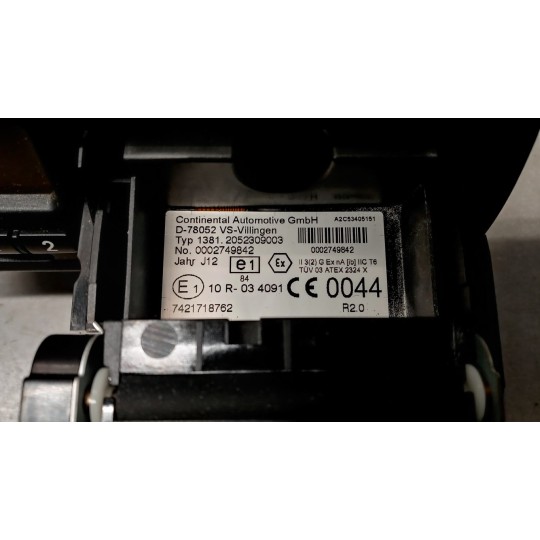 Continental Automotive GmbH A2C53405151
D-78052 VS-Villingen
Typ 1381.2052309003
No. 0002749842 0002749842
Jahr J12 e1 Ex II 3(2) G Ex nA [ib] IIC T6
84 TÜV 03 ATEX 2324 X
E1 10 R- 03 4091 CE 0044
7421718762 R2.0
2